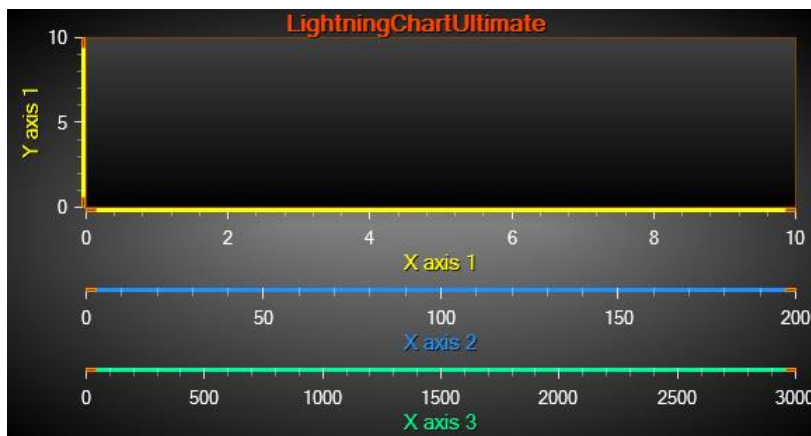 LightningChartUltimate
10
5
0
Y axis 1
0 2 4 6 8 10
X axis 1
0 50 100 150 200
X axis 2
0 500 1000 1500 2000 2500 3000
X axis 3